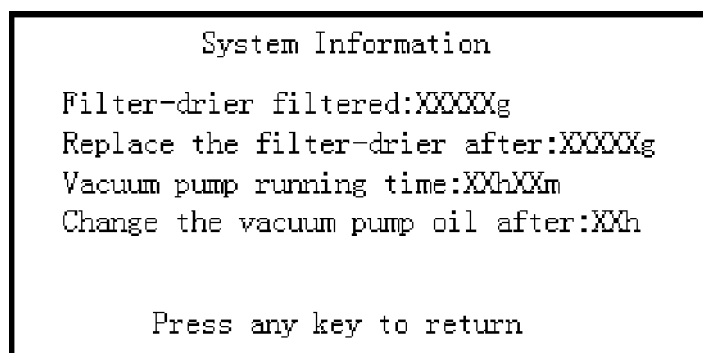 System Information
Filter-drier filtered:XXXXXg
Replace the filter-drier after:XXXXXg
Vacuum pump running time:XXhXXm
Change the vacuum pump oil after:XXh
Press any key to return